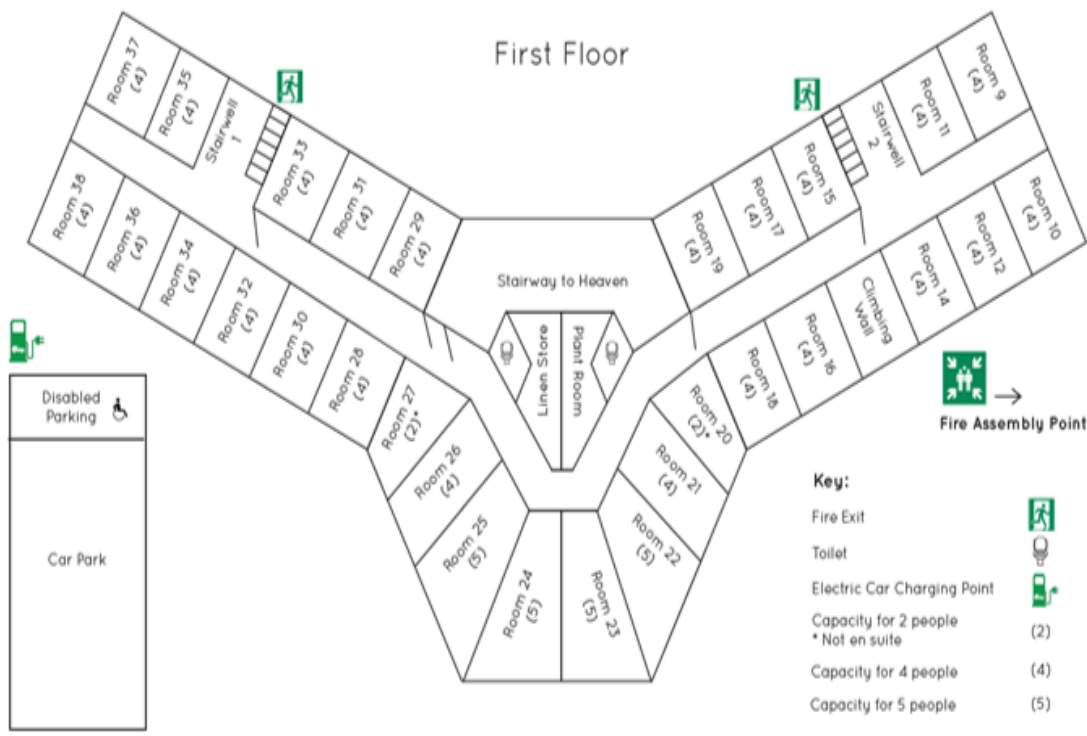 First Floor
Room 37
(4)
Room 35
(4)
Stairwell
1
Room 33
(4)
Room 31
(4)
Room 29
(4)
Room 38
(4)
Room 36
(4)
Room 34
(4)
Room 32
(4)
Room 30
(4)
Room 28
(4)
Room 27
(2)*
Room 26
(4)
Room 25
(5)
Room 24
(5)
Room 23
(5)
Room 22
(5)
Room 21
(4)
Room 20
(2)*
Room 18
(4)
Room 16
(4)
Climbing
Wall
Room 14
(4)
Room 12
(4)
Room 10
(4)
Room 9
(4)
Room 11
(4)
Stairwell
2
Room 15
(4)
Room 17
(4)
Room 19
(4)
Stairway to Heaven
Linen Store
Plant Room
Disabled
Parking
Car Park
Fire Assembly Point
Key:
Fire Exit
Toilet
Electric Car Charging Point
Capacity for 2 people
* Not en suite
(2)
Capacity for 4 people
(4)
Capacity for 5 people
(5)